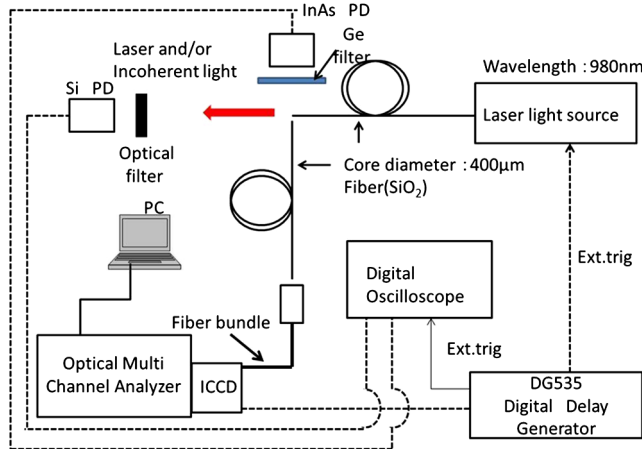 InAs PD
Ge
filter
Laser and/or
Incoherent light
Si PD
Wavelength : 980nm
Laser light source
Optical
filter
Core diameter : 400μm
Fiber(SiO₂)
PC
Ext.trig
Digital
Oscilloscope
Fiber bundle
Ext.trig
Optical Multi
Channel Analyzer
ICCD
DG535
Digital Delay
Generator